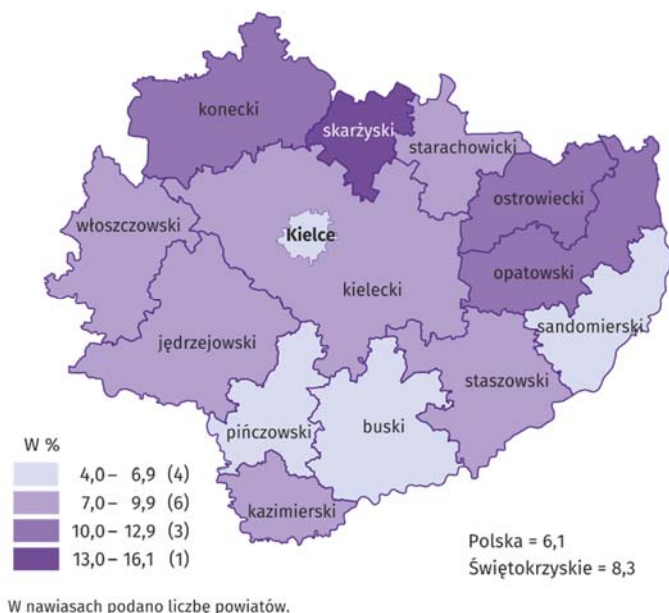 konecki
skarżyski
starachowicki
ostrowiecki
włoszczowski
Kielce
opatowski
kielecki
sandomierski
jędrzejowski
staszowski
pińczowski
buski
kazimierski
W %
4,0 – 6,9 (4)
7,0 – 9,9 (6)
10,0 – 12,9 (3)
13,0 – 16,1 (1)
Polska = 6,1
Świętokrzyskie = 8,3
W nawiasach podano liczbę powiatów.